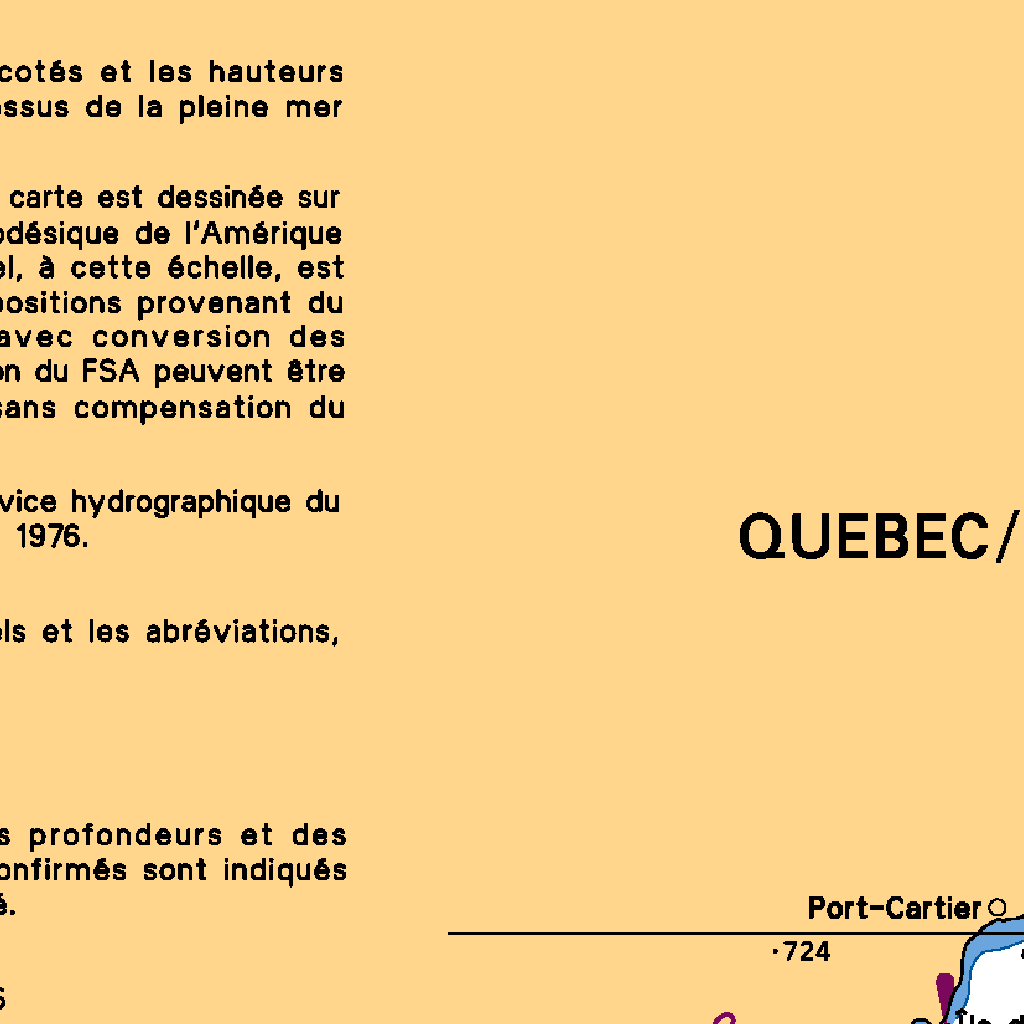 cotés et les hauteurs
ssus de la pleine mer
carte est dessinée sur
odésique de l'Amérique
el, à cette échelle, est
positions provenant du
avec conversion des
on du FSA peuvent être
sans compensation du
vice hydrographique du
1976.
els et les abréviations,
QUEBEC/
s profondeurs et des
onfirmés sont indiqués
é.
Port-Cartier
·724